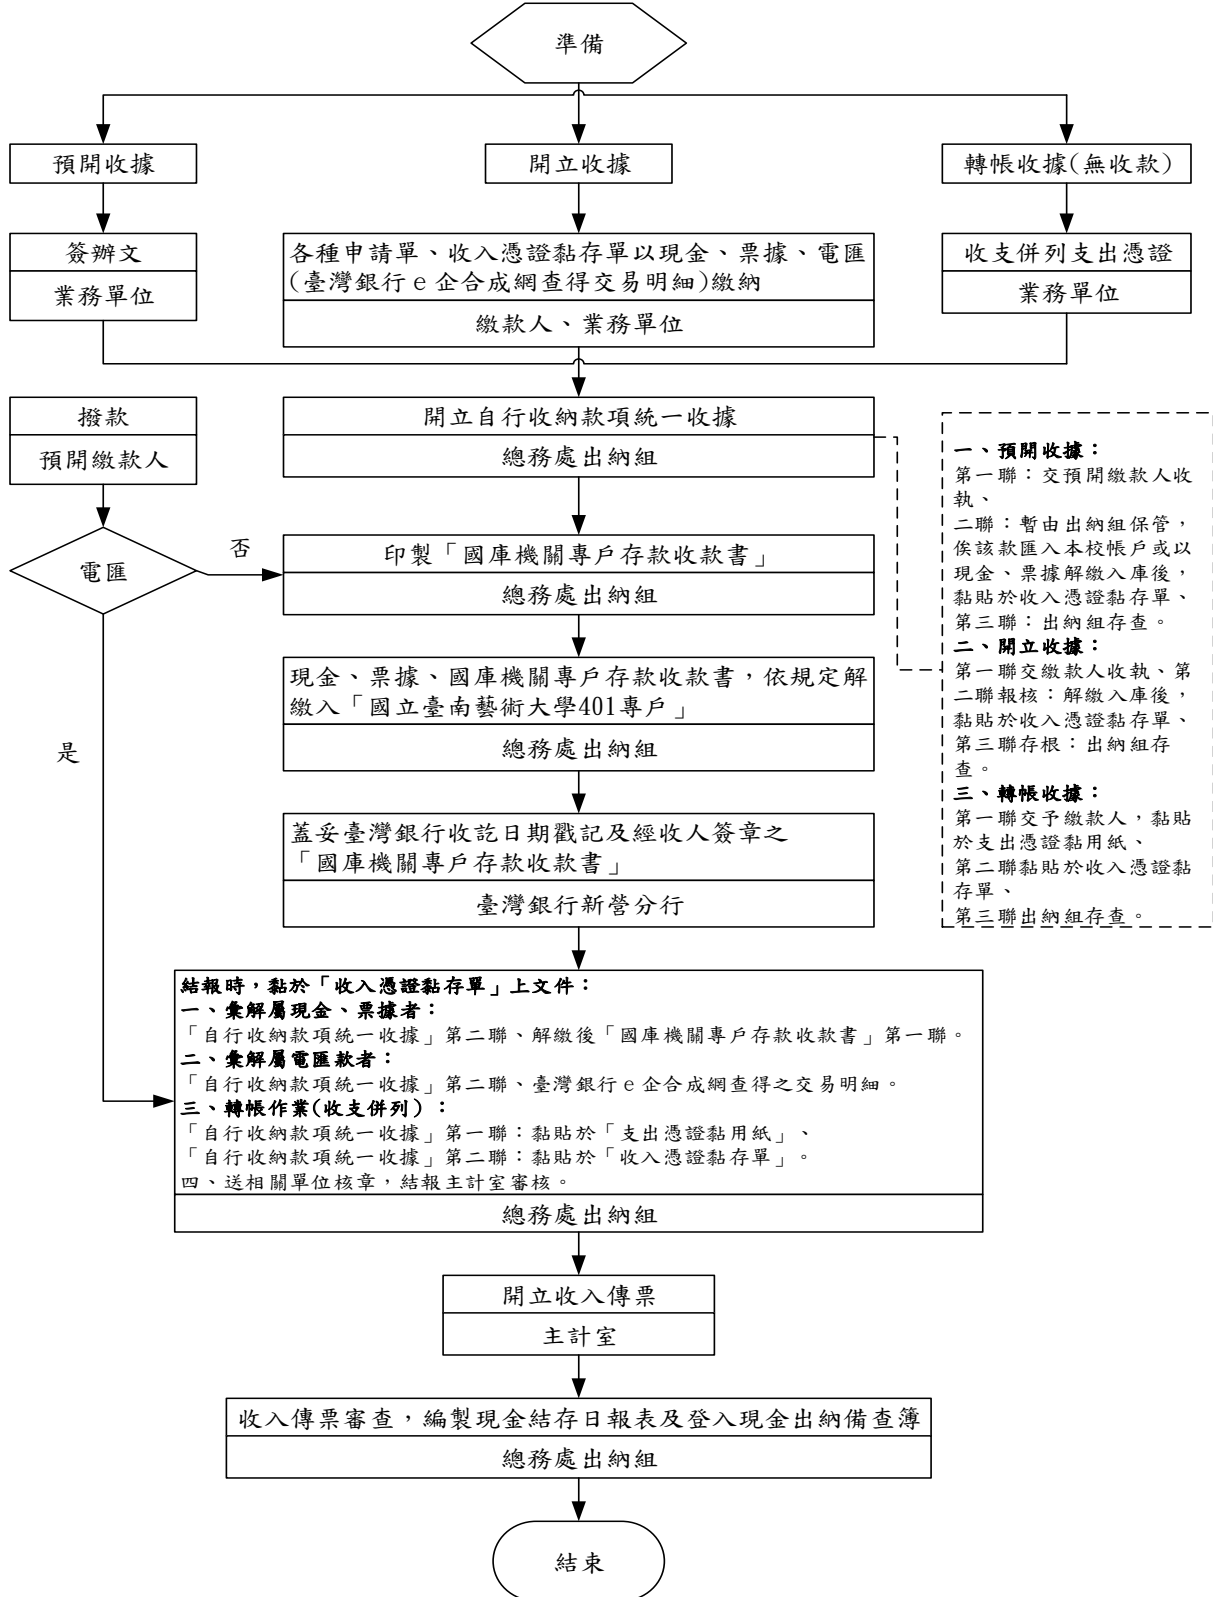 準備
預開收據
開立收據
轉帳收據(無收款)
簽辦文
業務單位
各種申請單、收入憑證黏存單以現金、票據、電匯
(臺灣銀行 e 企合成網查得交易明細)繳納
繳款人、業務單位
收支併列支出憑證
業務單位
撥款
預開繳款人
開立自行收納款項統一收據
總務處出納組
電匯
否
是
印製「國庫機關專戶存款收款書」
總務處出納組
現金、票據、國庫機關專戶存款收款書，依規定解
繳入「國立臺南藝術大學401專戶」
總務處出納組
蓋妥臺灣銀行收訖日期戳記及經收人簽章之
「國庫機關專戶存款收款書」
臺灣銀行新營分行
一、預開收據：
第一聯：交預開繳款人收
執、
二聯：暫由出納組保管，
俟該款匯入本校帳戶或以
現金、票據解繳入庫後，
黏貼於收入憑證黏存單、
第三聯：出納組存查。
二、開立收據：
第一聯交繳款人收執、第
二聯報核：解繳入庫後，
黏貼於收入憑證黏存單、
第三聯存根：出納組存
查。
三、轉帳收據：
第一聯交予繳款人，黏貼
於支出憑證黏用紙、
第二聯黏貼於收入憑證黏
存單、
第三聯出納組存查。
結報時，黏於「收入憑證黏存單」上文件：
一、彙解屬現金、票據者：
「自行收納款項統一收據」第二聯、解繳後「國庫機關專戶存款收款書」第一聯。
二、彙解屬電匯款者：
「自行收納款項統一收據」第二聯、臺灣銀行 e 企合成網查得之交易明細。
三、轉帳作業(收支併列)：
「自行收納款項統一收據」第一聯：黏貼於「支出憑證黏用紙」、
「自行收納款項統一收據」第二聯：黏貼於「收入憑證黏存單」。
四、送相關單位核章，結報主計室審核。
總務處出納組
開立收入傳票
主計室
收入傳票審查，編製現金結存日報表及登入現金出納備查簿
總務處出納組
結束